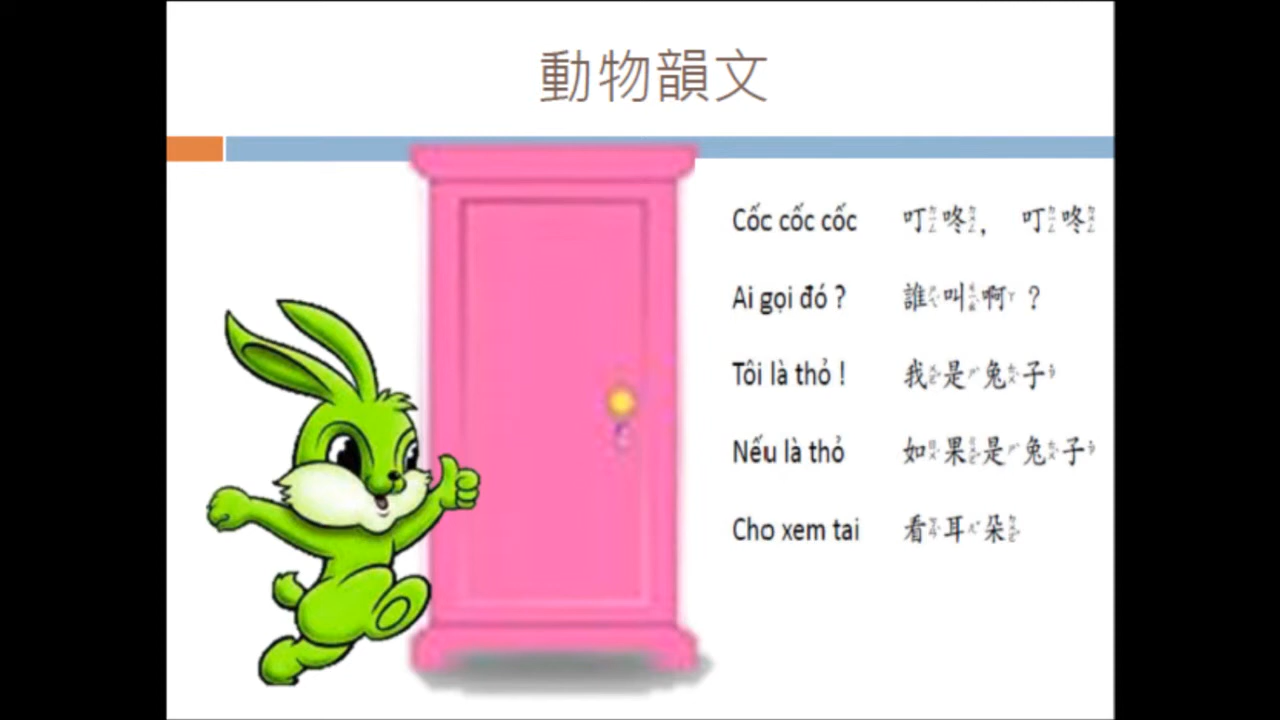 動物韻文
Cốc cốc cốc 叮咚， 叮咚
Ai gọi đó ? 誰叫啊 ？
Tôi là thỏ ! 我是兔子
Nếu là thỏ 如果是兔子
Cho xem tai 看耳朵